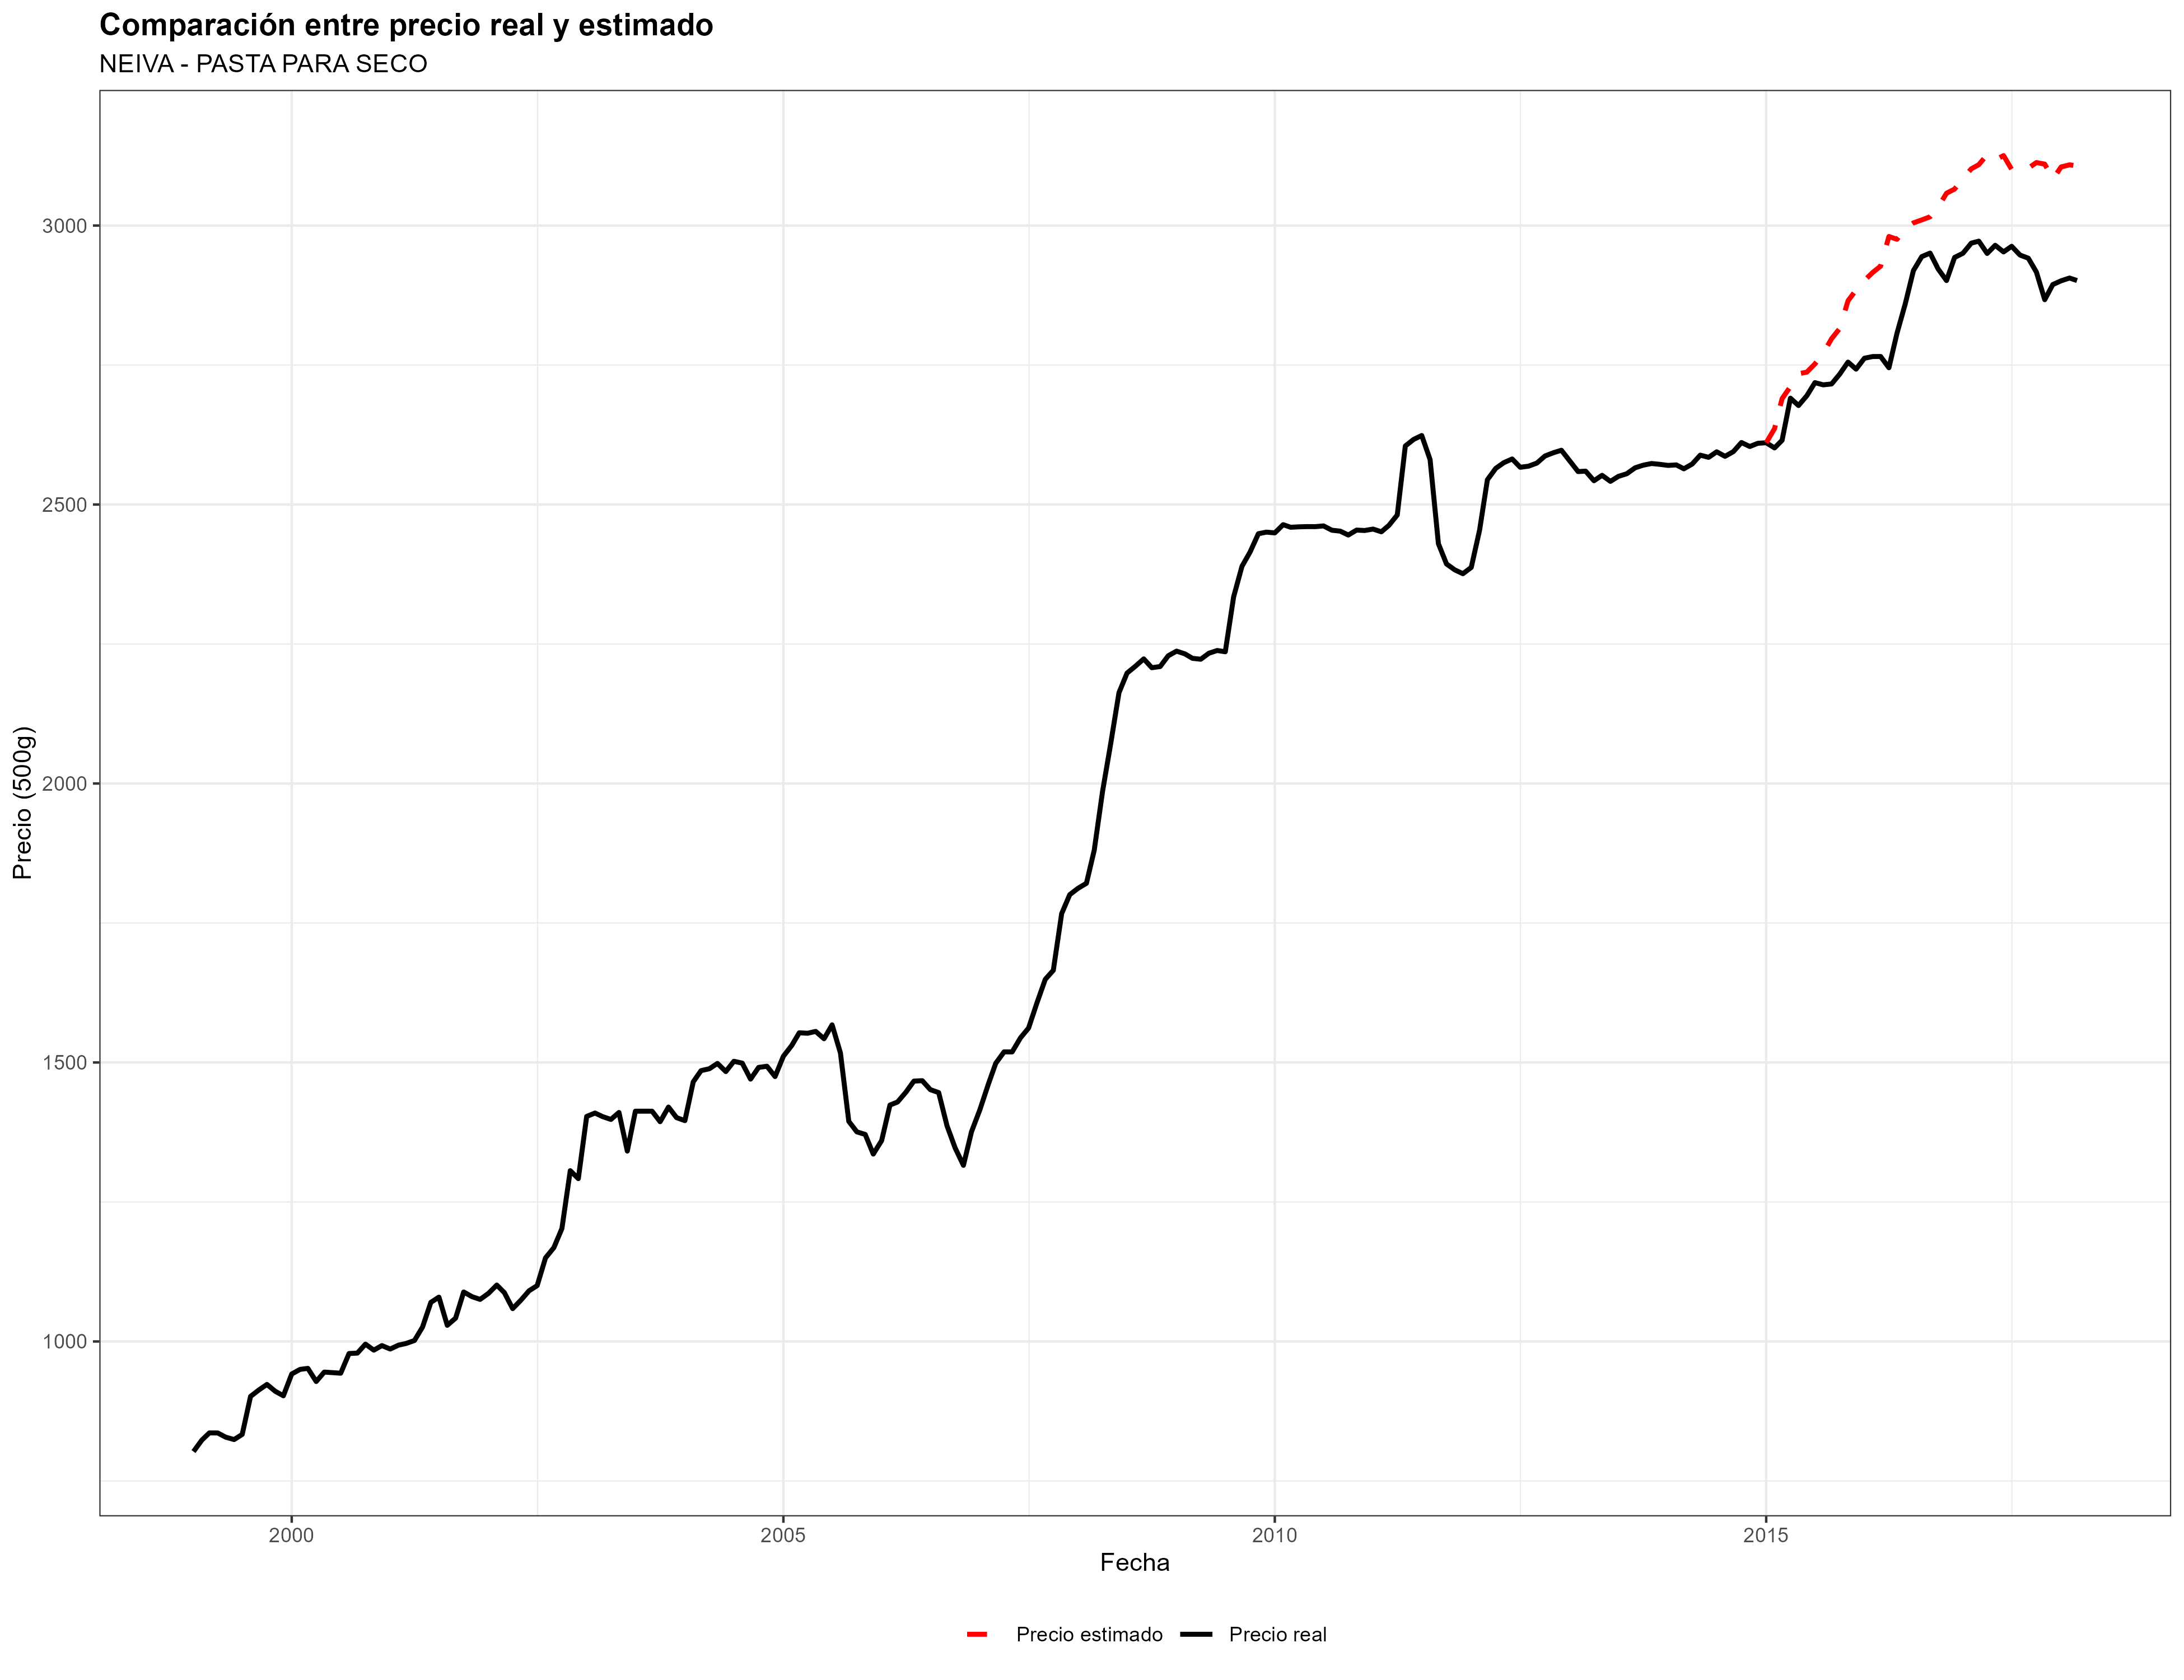 Comparación entre precio real y estimado
NEIVA - PASTA PARA SECO
Precio (500g)
3000
2500
2000
1500
1000
2000
2005
2010
2015
Fecha
Precio estimado
Precio real